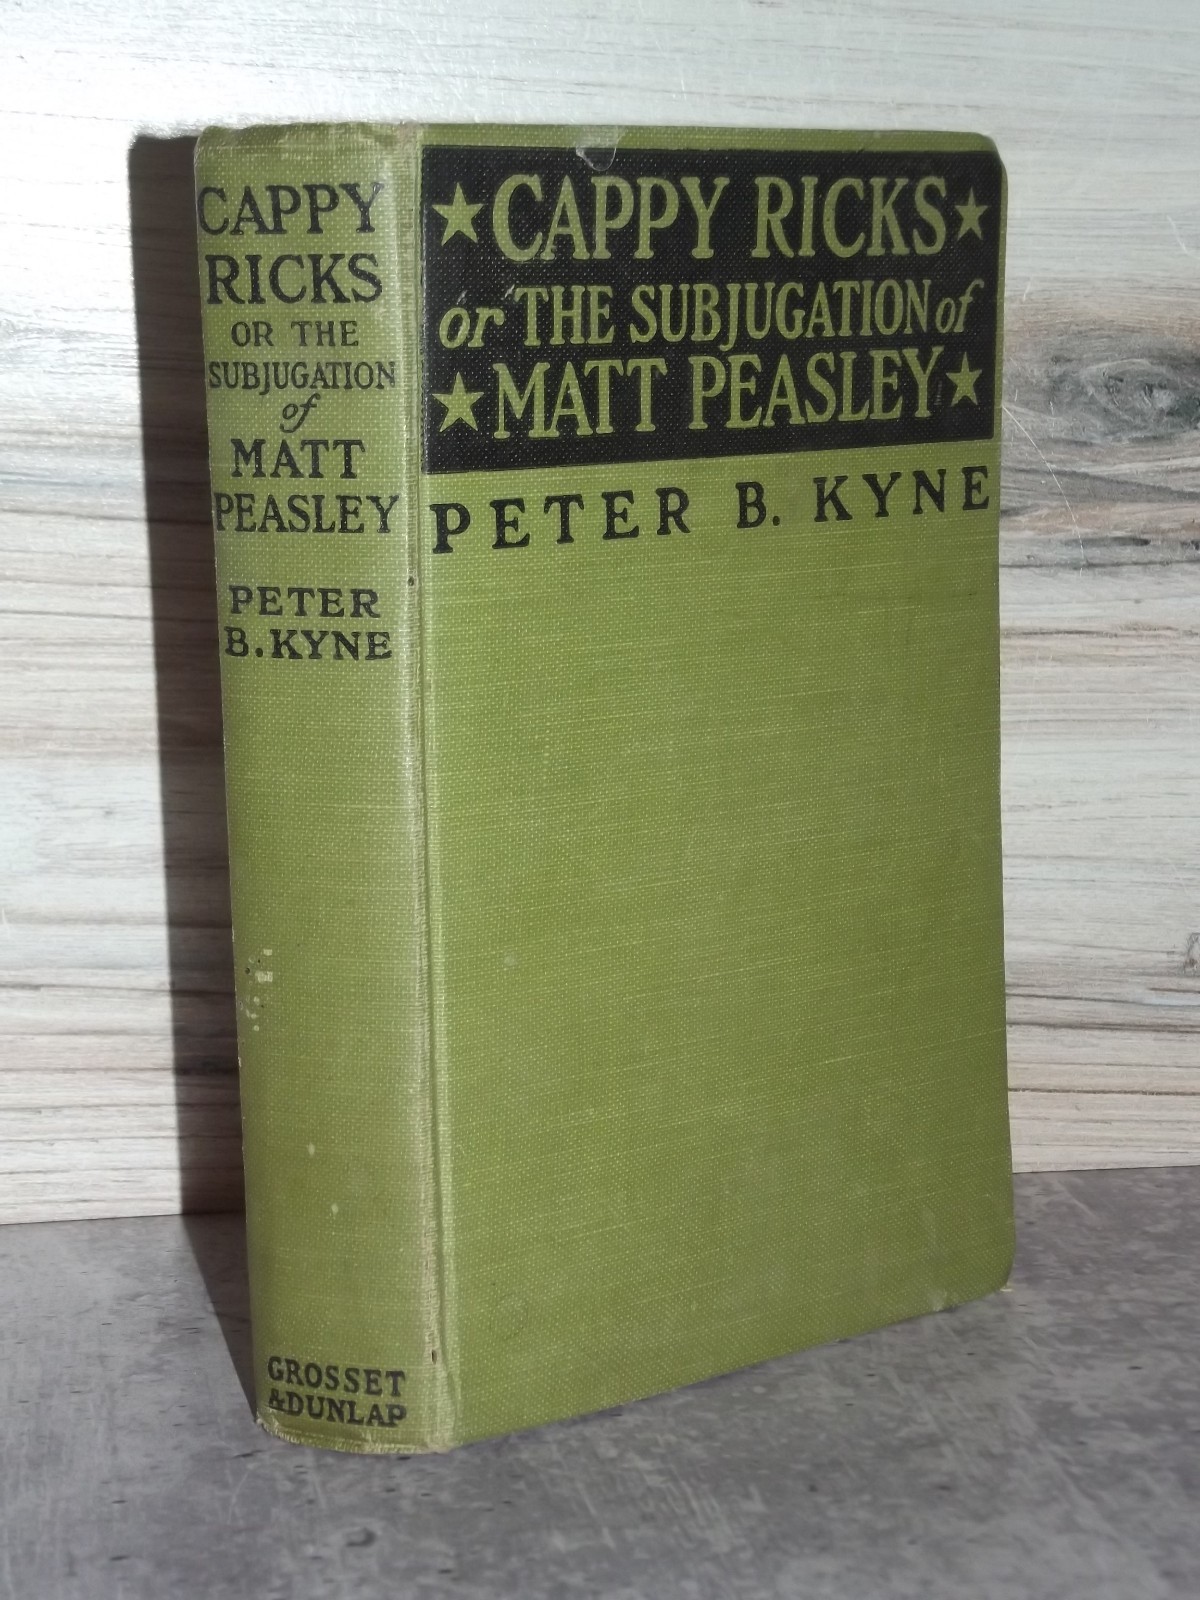 CAPPY
RICKS
OR THE
SUBJUGATION
of
MATT
PEASLEY
PETER
B. KYNE
GROSSET
& DUNLAP
CAPPY RICKS
or THE SUBJUGATION of
MATT PEASLEY
PETER B. KYNE